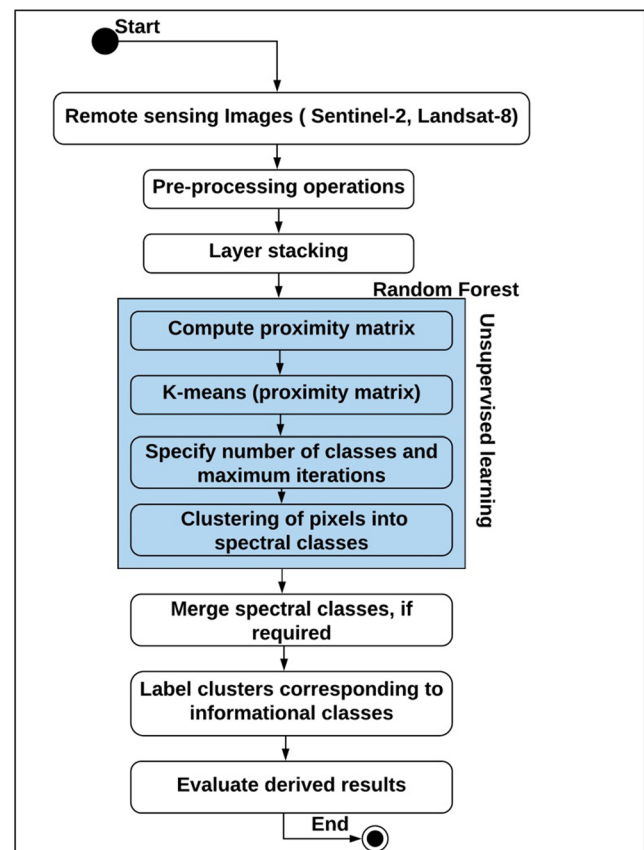 Start
Remote sensing Images ( Sentinel-2, Landsat-8)
Pre-processing operations
Layer stacking
Random Forest
Unsupervised learning
Compute proximity matrix
K-means (proximity matrix)
Specify number of classes and
maximum iterations
Clustering of pixels into
spectral classes
Merge spectral classes, if
required
Label clusters corresponding to
informational classes
Evaluate derived results
End